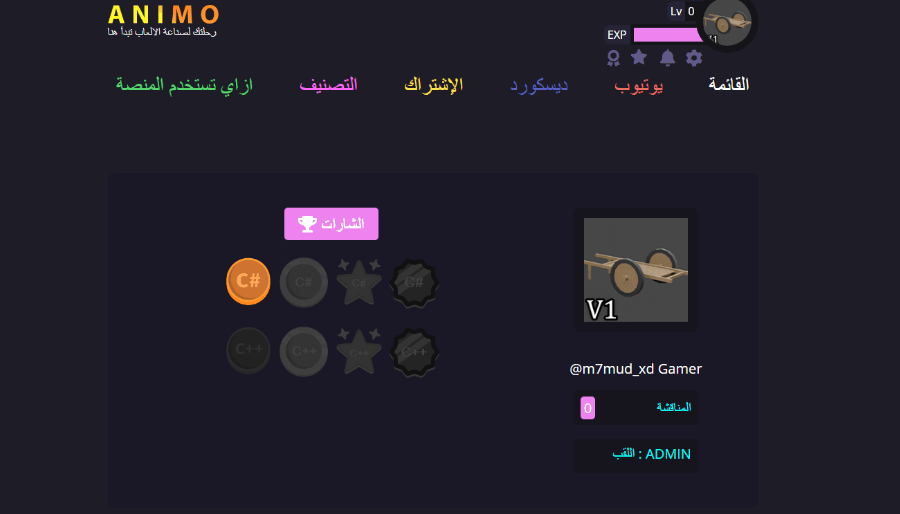 ANIMO
رحلتك لصناعة الالعاب تبدأ هنا
Lv 0
EXP
القائمة
يوتيوب
ديسكورد
الإشتراك
التصنيف
ازاي تستخدم المنصة
الشارات
C# C# C# C#
C++ C++ C++ C++
V1
@m7mud_xd Gamer
المناقشة
0
اللقب : ADMIN